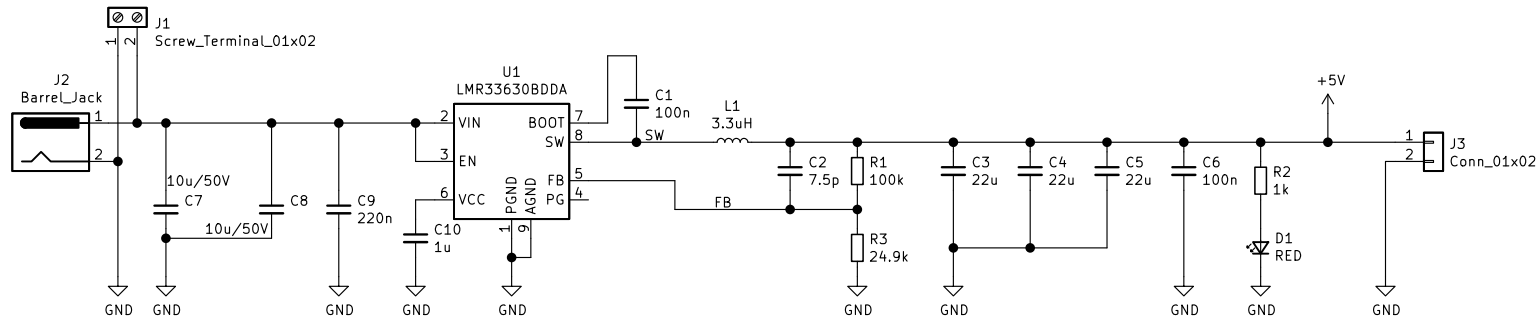 J1
Screw_Terminal_01x02
1
2
J2
Barrel_Jack
1
2
10u/50V
C7
10u/50V
C8
C9
220n
C10
1u
U1
LMR33630BDDA
2
VIN
3
EN
6
VCC
BOOT
7
SW
8
FB
5
PG
4
PGND
AGND
1
9
C1
100n
SW
L1
3.3uH
C2
7.5p
R1
100k
FB
R3
24.9k
C3
22u
C4
22u
C5
22u
C6
100n
R2
1k
D1
RED
+5V
1
2
J3
Conn_01x02
GND
GND
GND
GND
GND
GND
GND
GND
GND
GND